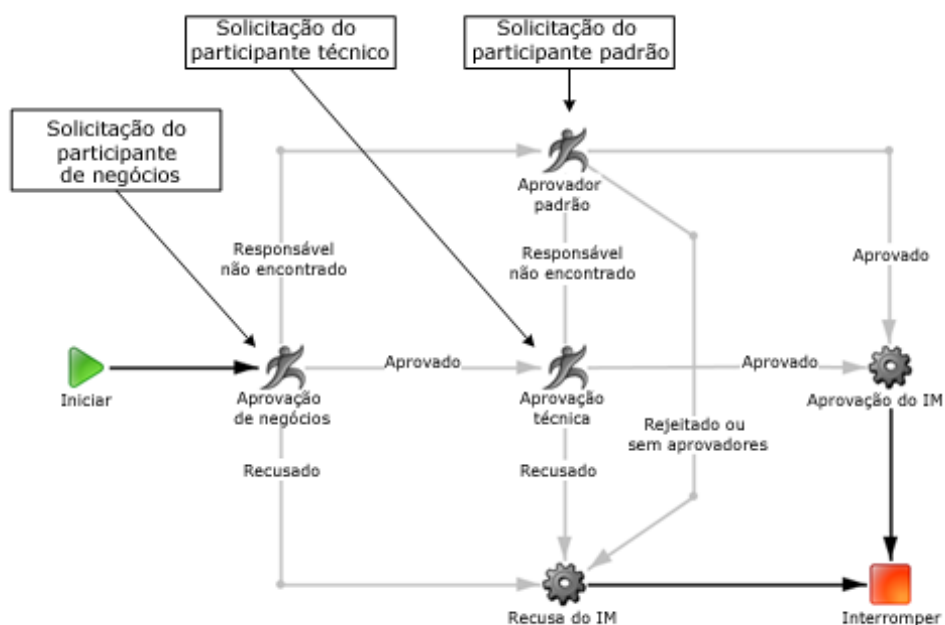 Solicitação do
participante técnico
Solicitação do
participante padrão
Solicitação do
participante
de negócios
Aprovador
padrão
Responsável
não encontrado
Responsável
não encontrado
Aprovado
Iniciar
Aprovação
de negócios
Aprovado
Aprovação
técnica
Aprovado
Aprovação do IM
Recusado
Recusado
Rejeitado ou
sem aprovadores
Recusa do IM
Interromper